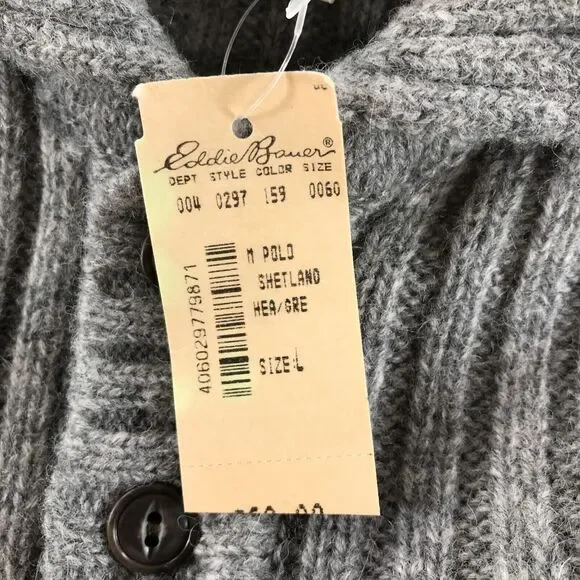 Eddie Bauer®
DEPT STYLE COLOR SIZE
004 0297 159 0060
M POLO
SHETLAND
HEA/GRE
SIZE:L
406029779871